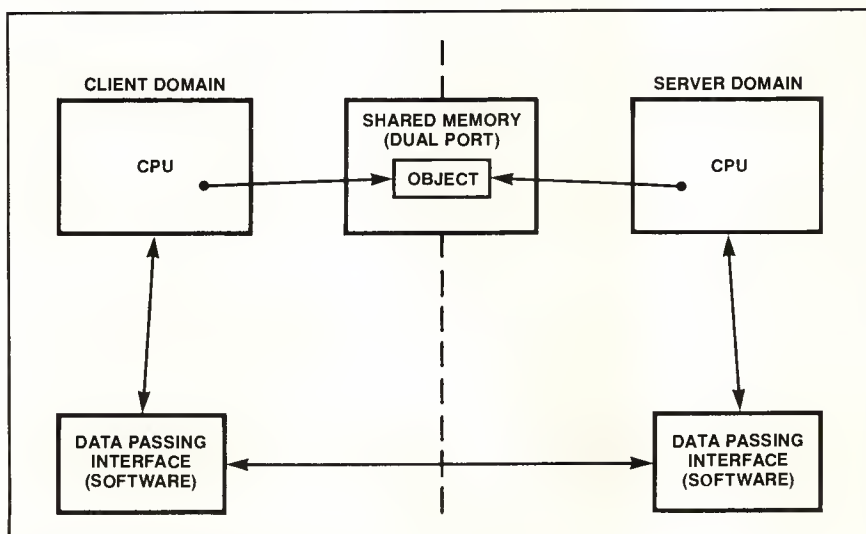 CLIENT DOMAIN
CPU
SHARED MEMORY
(DUAL PORT)
OBJECT
SERVER DOMAIN
CPU
DATA PASSING
INTERFACE
(SOFTWARE)
DATA PASSING
INTERFACE
(SOFTWARE)